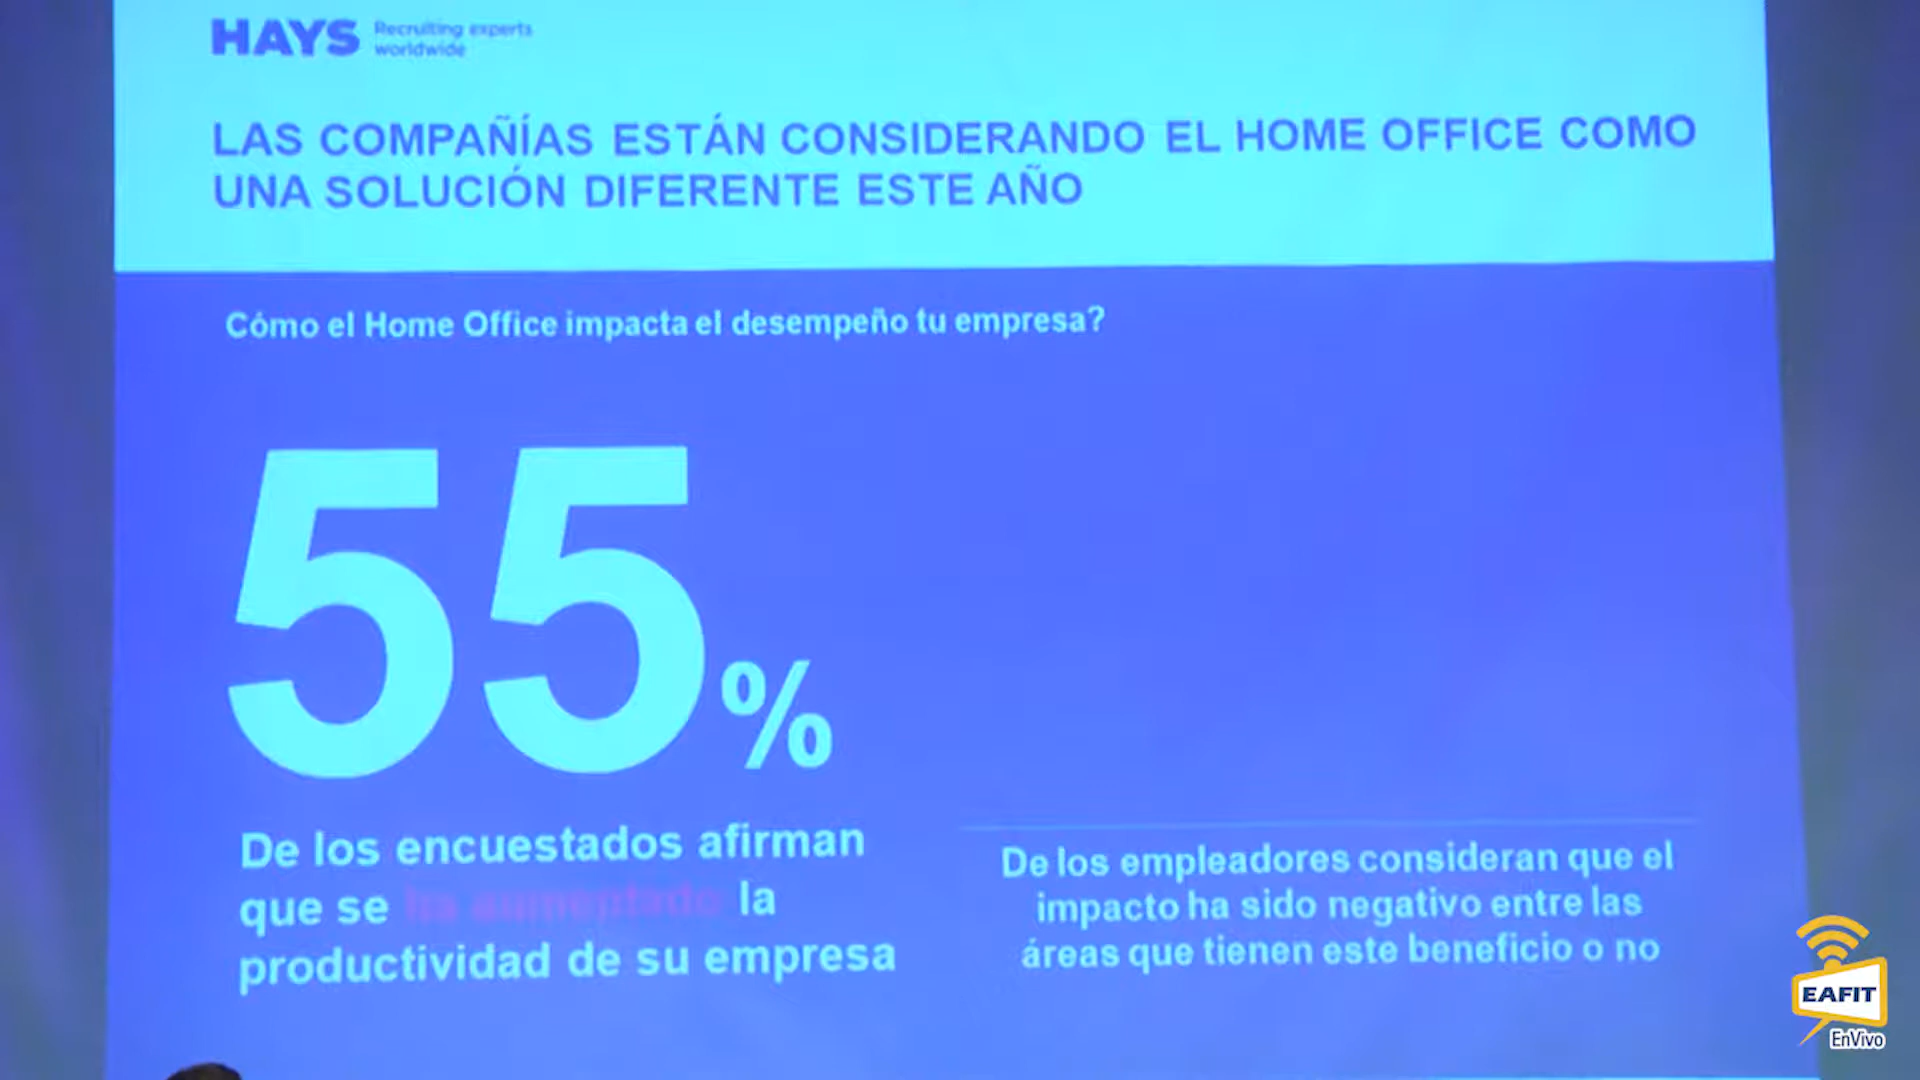 HAYS Recruiting experts
worldwide
LAS COMPAÑÍAS ESTÁN CONSIDERANDO EL HOME OFFICE COMO
UNA SOLUCIÓN DIFERENTE ESTE AÑO
Cómo el Home Office impacta el desempeño tu empresa?
55%
De los encuestados afirman
que se ha aumentado la
productividad de su empresa
De los empleadores consideran que el
impacto ha sido negativo entre las
áreas que tienen este beneficio o no
EAFIT
EnVivo